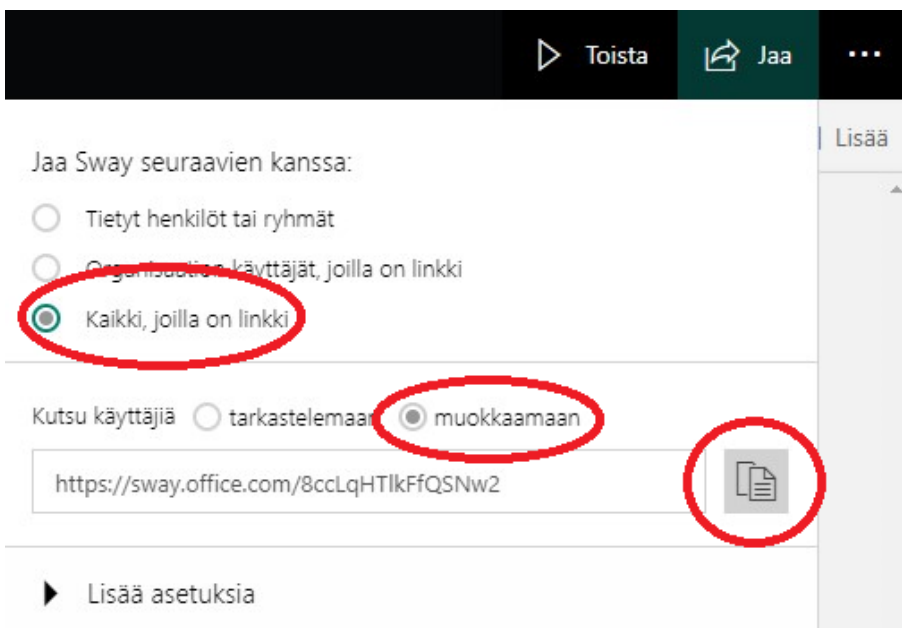 Toista Jaa ...
Lisää
Jaa Sway seuraavien kanssa:
Tietyt henkilöt tai ryhmät
Organisaation käyttäjät, joilla on linkki
Kaikki, joilla on linkki
Kutsu käyttäjiä tarkastelemaan muokkaamaan
https://sway.office.com/8ccLqHTlkFfQSNw2
Lisää asetuksia